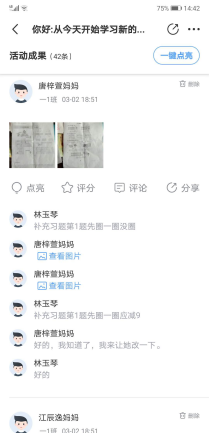 75% 14:42
你好:从今天开始学习新的...
活动成果（42条）
一键点亮
唐梓萱妈妈
删除
一1班 03-02 18:51
点亮 评分 评论 分享
林玉琴
补充习题第1题先圈一圈没圈
唐梓萱妈妈
查看图片
唐梓萱妈妈
查看图片
林玉琴
补充习题第1题先圈一圈应减9
唐梓萱妈妈
好的，我知道了，我来让她改一下。
林玉琴
好的
江辰逸妈妈
删除
一1班 03-02 18:51